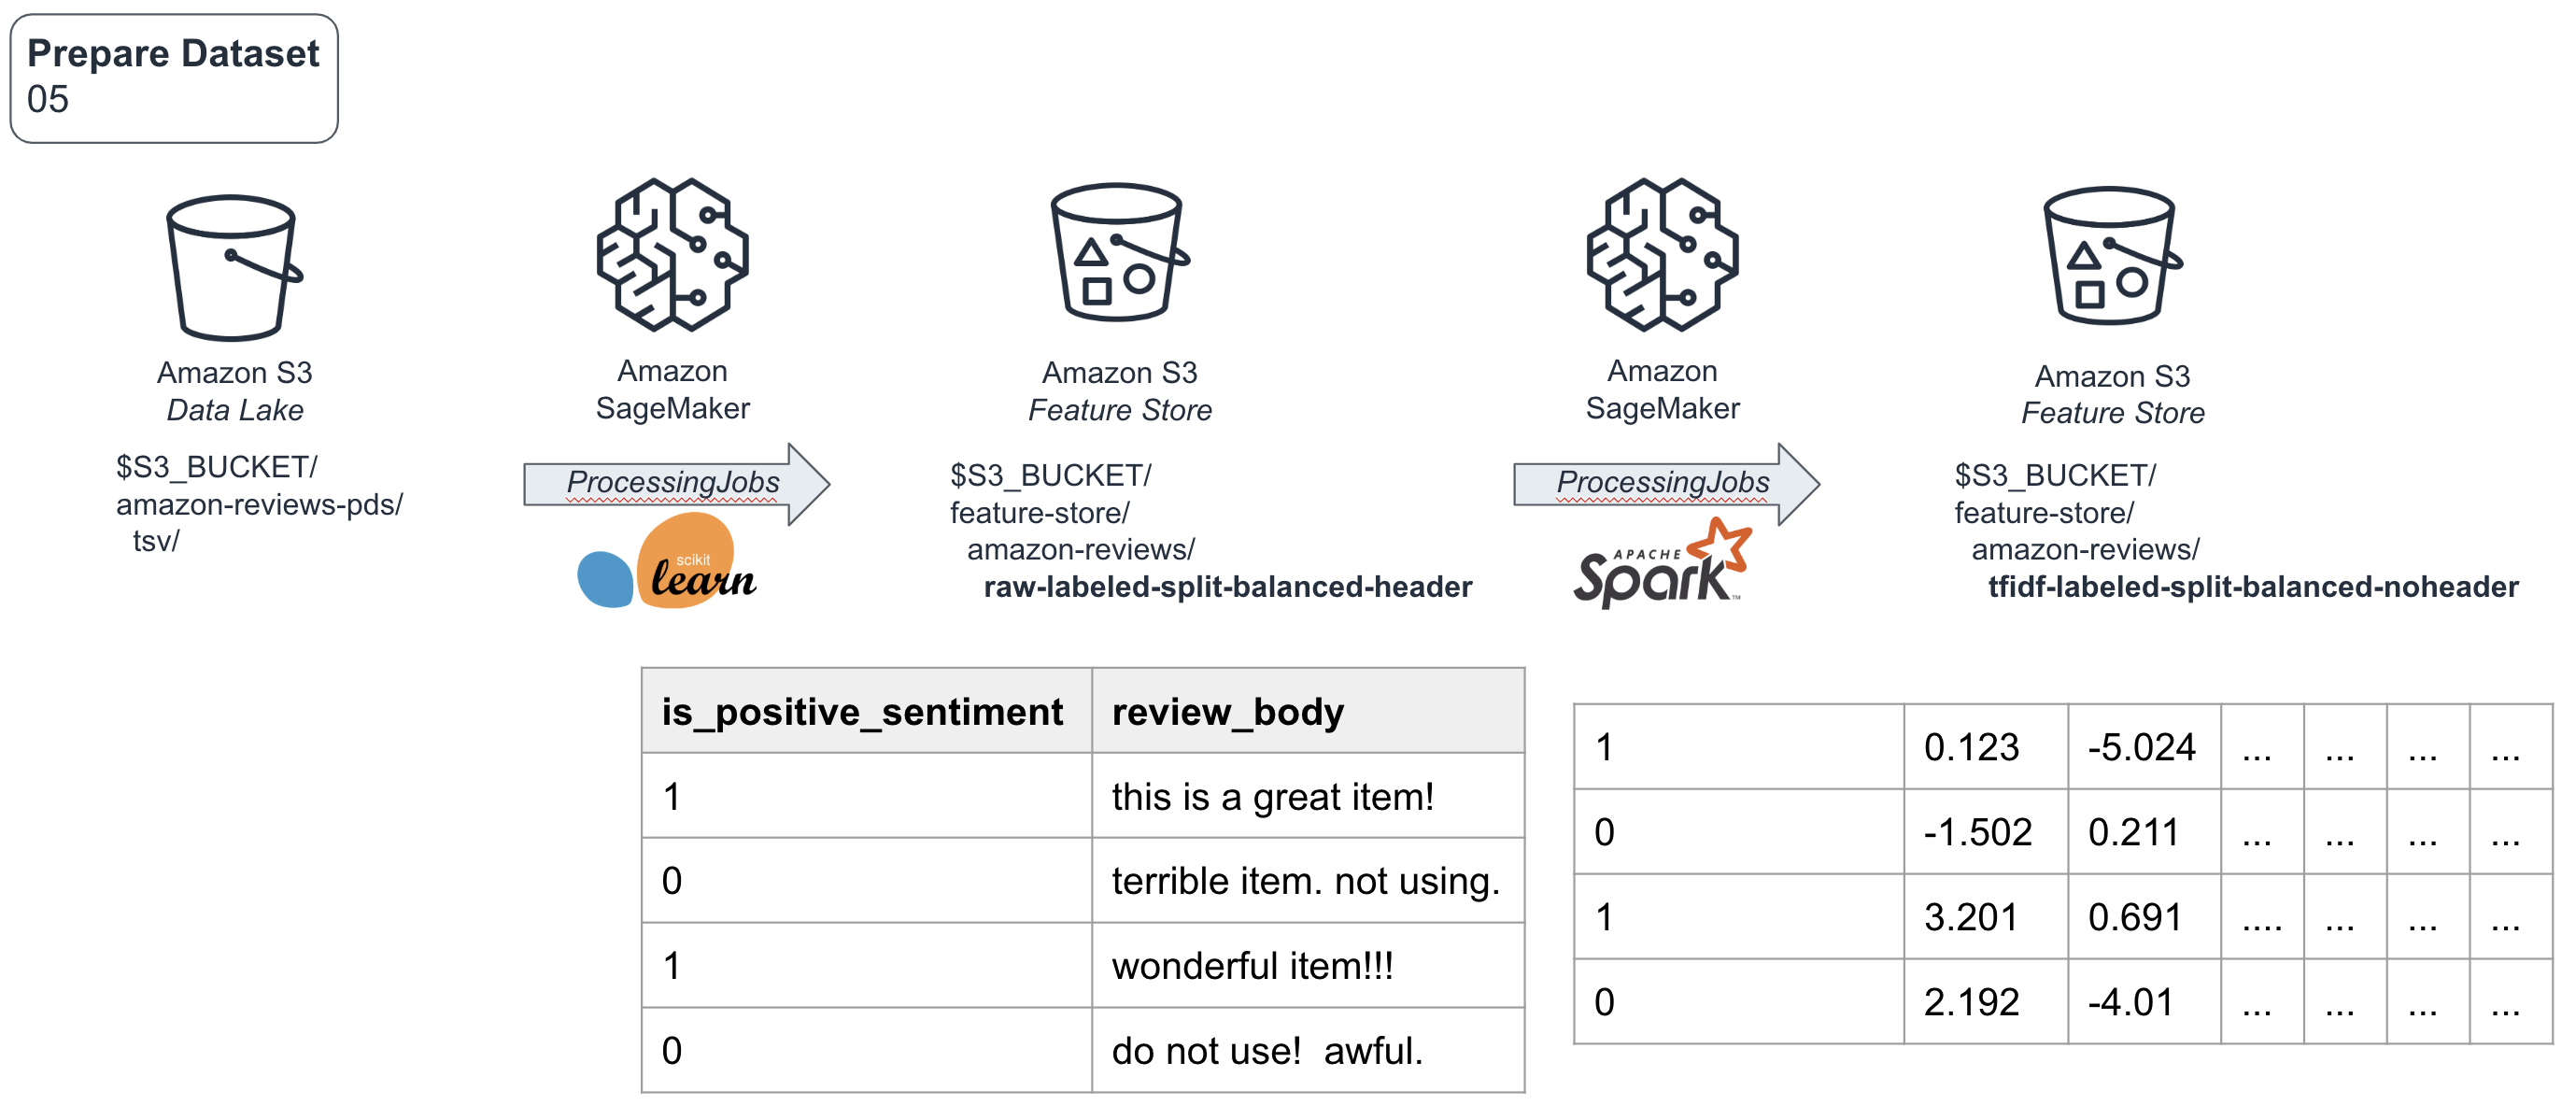 Prepare Dataset
05
Amazon S3
Data Lake
$S3_BUCKET/
amazon-reviews-pds/
tsv/
Amazon
SageMaker
ProcessingJobs
scikit
learn
Amazon S3
Feature Store
$S3_BUCKET/
feature-store/
amazon-reviews/
raw-labeled-split-balanced-header
Amazon
SageMaker
ProcessingJobs
APACHE
Spark™
Amazon S3
Feature Store
$S3_BUCKET/
feature-store/
amazon-reviews/
tfidf-labeled-split-balanced-noheader
is_positive_sentiment review_body
1 this is a great item!
0 terrible item. not using.
1 wonderful item!!!
0 do not use!  awful.
1 0.123 -5.024 ... ... ... ...
0 -1.502 0.211 ... ... ... ...
1 3.201 0.691 .... ... ... ...
0 2.192 -4.01 ... ... ... ...